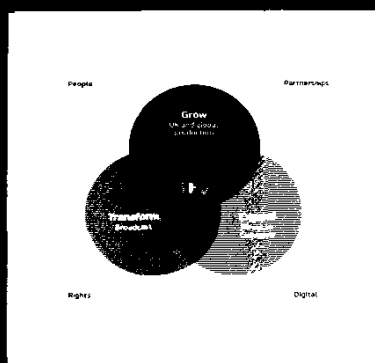 People
Partnerships
Grow
UK and global
production
Transform
Broadcast
Rights
Digital